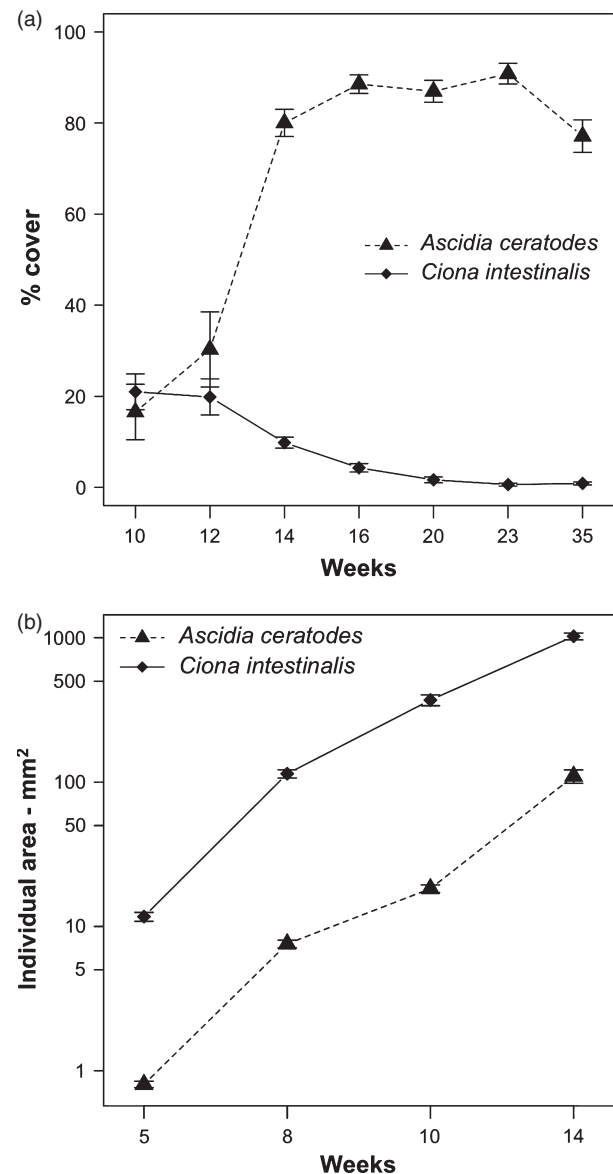 (a)
100
80
60
40
20
0
% cover
Ascidia ceratodes
Ciona intestinalis
10 12 14 16 20 23 35
Weeks
(b)
Ascidia ceratodes
Ciona intestinalis
1000
500
100
50
10
5
1
Individual area - mm²
5 8 10 14
Weeks